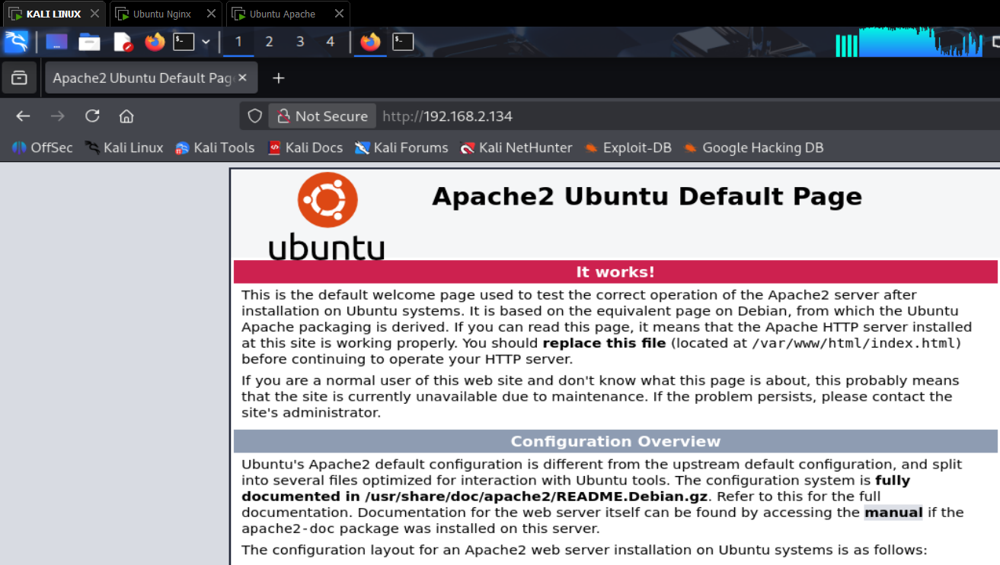 KALI LINUX
Ubuntu Nginx
Ubuntu Apache
1 2 3 4
Apache2 Ubuntu Default Pag
Not Secure
http://192.168.2.134
OffSec
Kali Linux
Kali Tools
Kali Docs
Kali Forums
Kali NetHunter
Exploit-DB
Google Hacking DB
ubuntu
Apache2 Ubuntu Default Page
It works!
This is the default welcome page used to test the correct operation of the Apache2 server after
installation on Ubuntu systems. It is based on the equivalent page on Debian, from which the Ubuntu
Apache packaging is derived. If you can read this page, it means that the Apache HTTP server installed
at this site is working properly. You should replace this file (located at /var/www/html/index.html)
before continuing to operate your HTTP server.
If you are a normal user of this web site and don't know what this page is about, this probably means
that the site is currently unavailable due to maintenance. If the problem persists, please contact the
site's administrator.
Configuration Overview
Ubuntu's Apache2 default configuration is different from the upstream default configuration, and split
into several files optimized for interaction with Ubuntu tools. The configuration system is fully
documented in /usr/share/doc/apache2/README.Debian.gz. Refer to this for the full
documentation. Documentation for the web server itself can be found by accessing the manual if the
apache2-doc package was installed on this server.
The configuration layout for an Apache2 web server installation on Ubuntu systems is as follows: